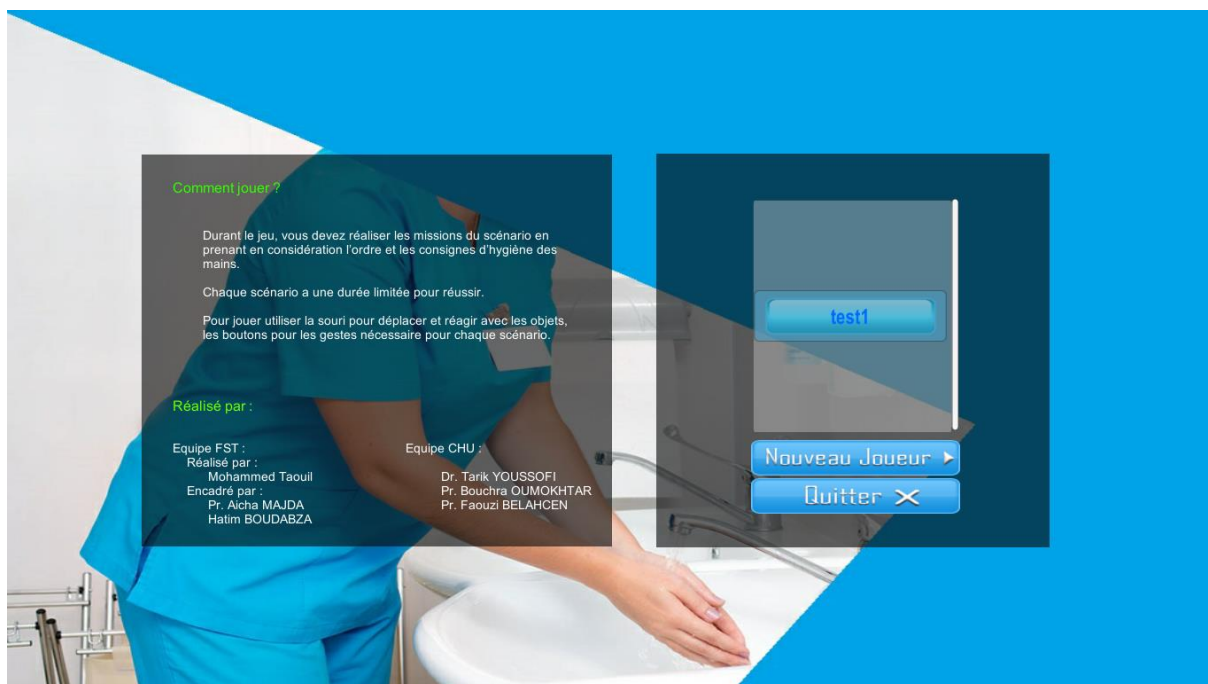 Comment jouer ?
Durant le jeu, vous devez réaliser les missions du scénario en
prenant en considération l'ordre et les consignes d'hygiène des
mains.
Chaque scénario a une durée limitée pour réussir.
Pour jouer utiliser la souri pour déplacer et réagir avec les objets,
les boutons pour les gestes nécessaire pour chaque scénario.
Réalisé par :
Equipe FST :
Réalisé par :
Mohammed Taouil
Encadré par :
Pr. Aicha MAJDA
Hatim BOUDABZA
Equipe CHU :
Dr. Tarik YOUSSOFI
Pr. Bouchra OUMOKHTAR
Pr. Faouzi BELAHCEN
test1
Nouveau Joueur
Quitter